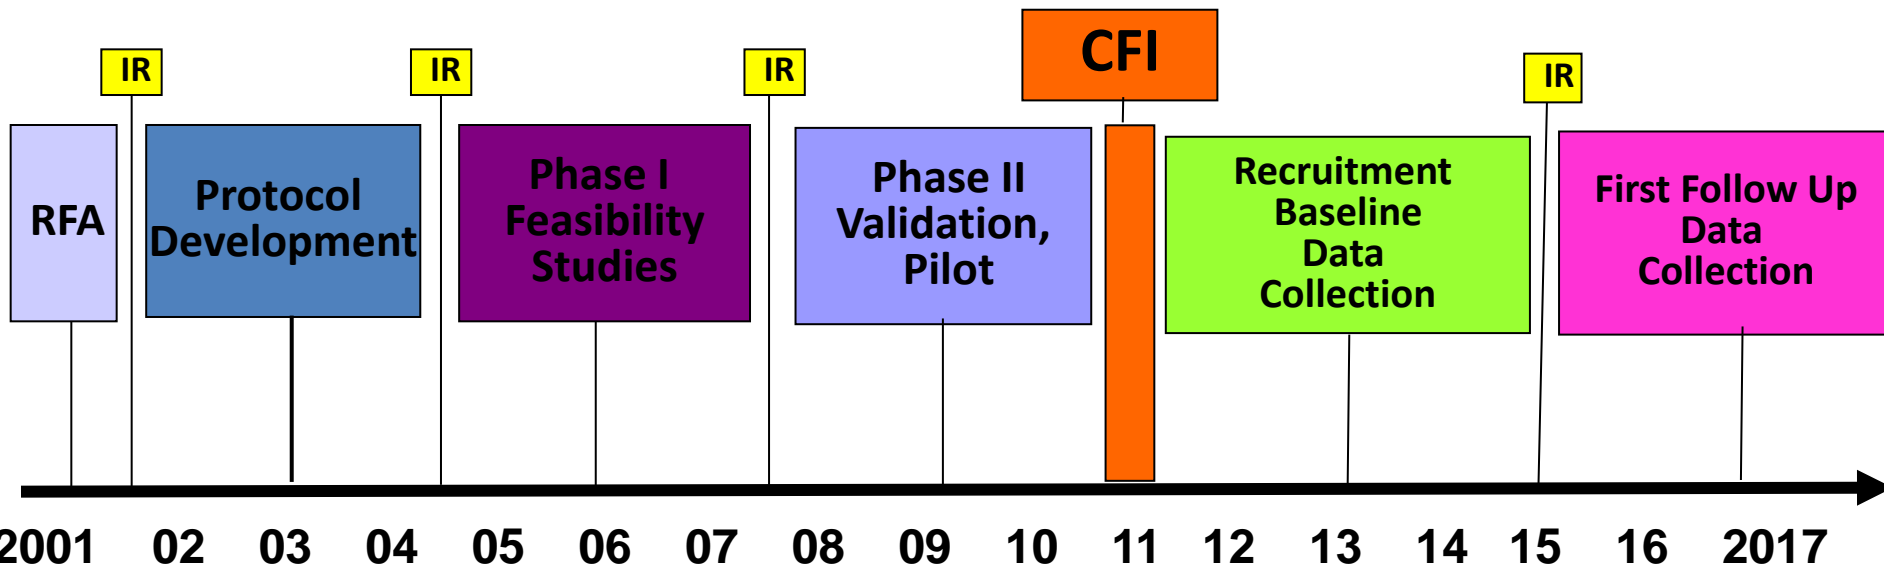 IR
IR
IR
CFI
IR
RFA
Protocol
Development
Phase I
Feasibility
Studies
Phase II
Validation,
Pilot
Recruitment
Baseline
Data
Collection
First Follow Up
Data
Collection
2001 02 03 04 05 06 07 08 09 10 11 12 13 14 15 16 2017